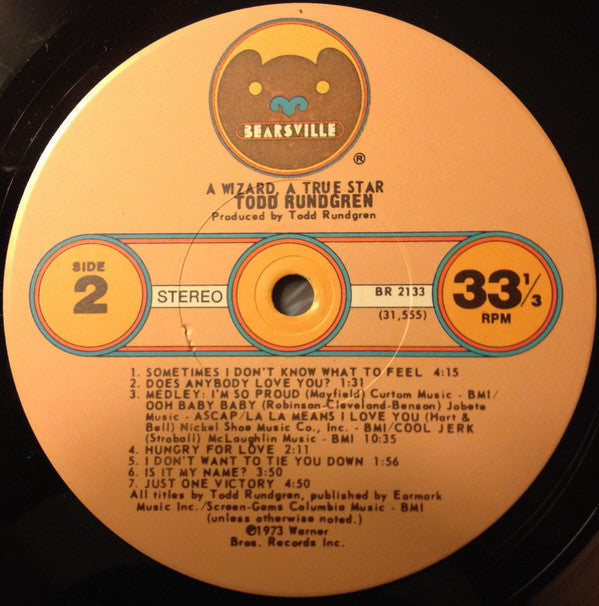 BEARSVILLE
®
A WIZARD, A TRUE STAR
TODD RUNDGREN
Produced by Todd Rundgren
SIDE
2
STEREO
BR 2133
(31,555)
33 1/3
RPM
1. SOMETIMES I DON'T KNOW WHAT TO FEEL 4:15
2. DOES ANYBODY LOVE YOU? 1:31
3. MEDLEY: I'M SO PROUD (Mayfield) Curtom Music - BMI/
OOH BABY BABY (Robinson-Cleveland-Benson) Jobete
Music - ASCAP/LA LA MEANS I LOVE YOU (Hart &
Bell) Nickel Shoe Music Co., Inc. - BMI/COOL JERK
(Stroball) McLaughlin Music - BMI 10:35
4. HUNGRY FOR LOVE 2:11
5. I DON'T WANT TO TIE YOU DOWN 1:56
6. IS IT MY NAME? 3:50
7. JUST ONE VICTORY 4:50
All titles by Todd Rundgren, published by Earmark
Music Inc./Screen-Gems Columbia Music - BMI
(unless otherwise noted.)
©1973 Warner
Bros. Records Inc.